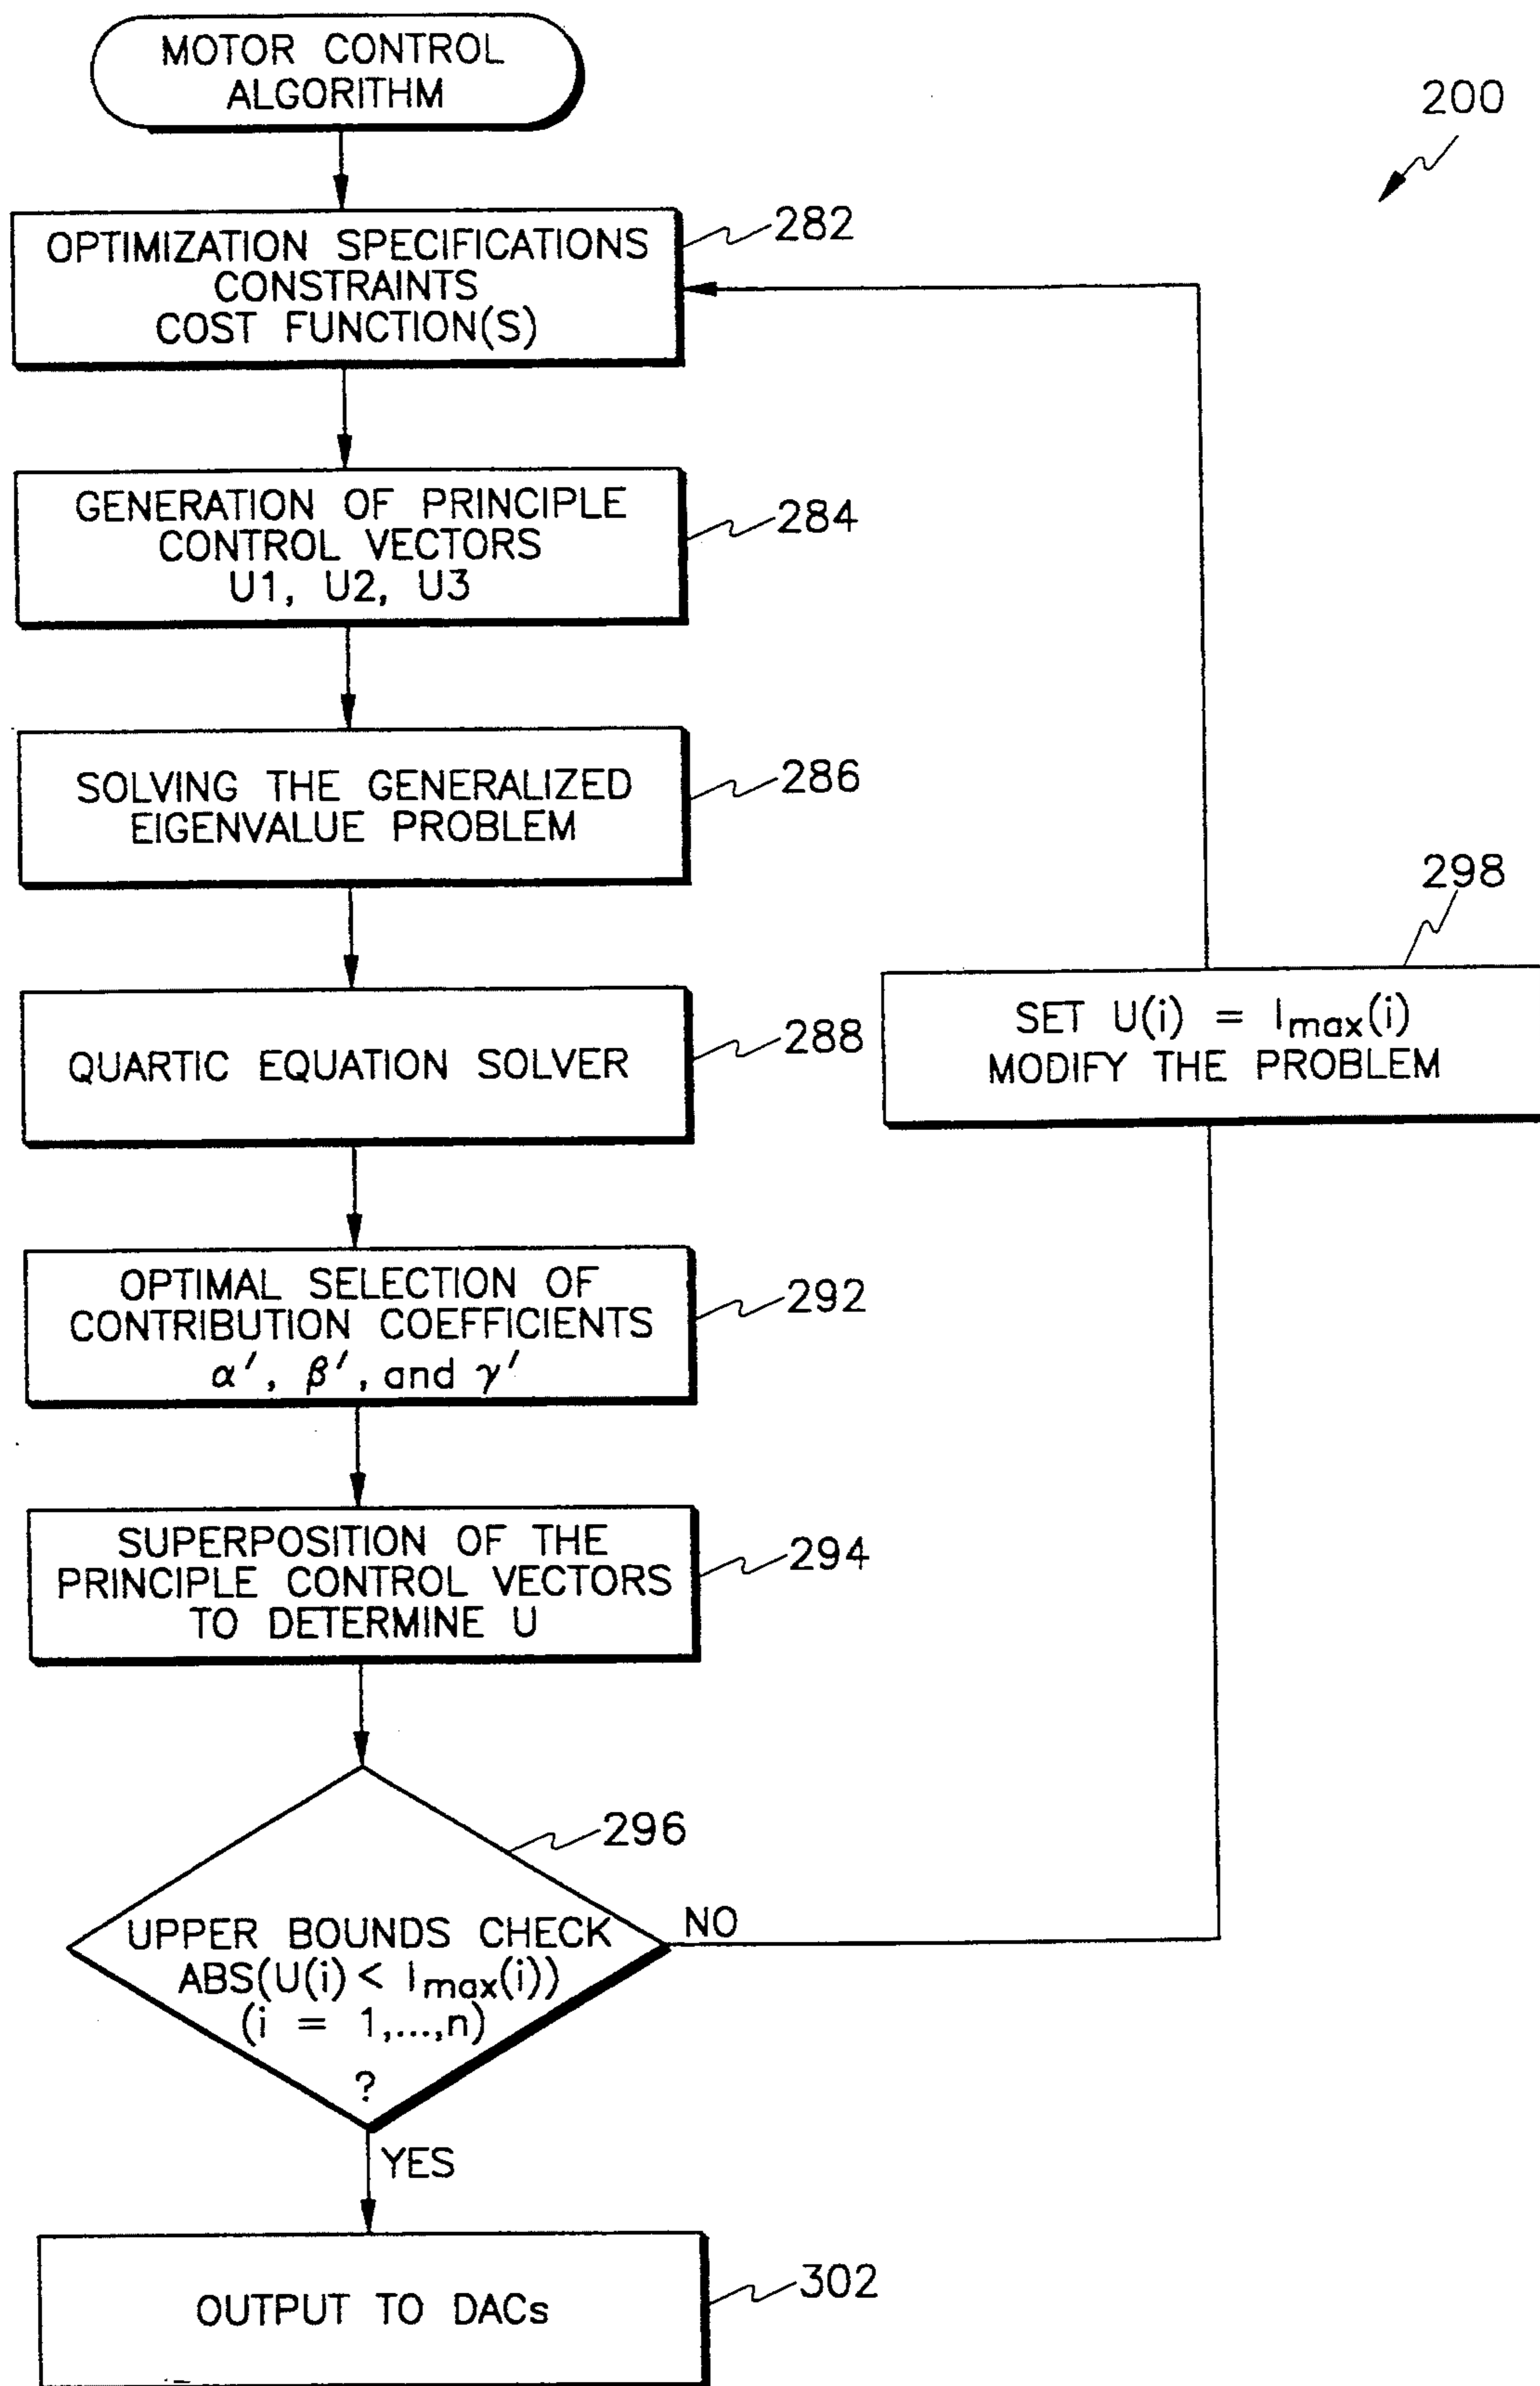 MOTOR CONTROL
ALGORITHM
200
OPTIMIZATION SPECIFICATIONS
CONSTRAINTS
COST FUNCTION(S)
282
GENERATION OF PRINCIPLE
CONTROL VECTORS
U1, U2, U3
284
SOLVING THE GENERALIZED
EIGENVALUE PROBLEM
286
298
SET U(i) = Imax(i)
MODIFY THE PROBLEM
QUARTIC EQUATION SOLVER
288
OPTIMAL SELECTION OF
CONTRIBUTION COEFFICIENTS
α′, β′, and γ′
292
SUPERPOSITION OF THE
PRINCIPLE CONTROL VECTORS
TO DETERMINE U
294
296
UPPER BOUNDS CHECK
ABS(U(i) < Imax(i))
(i = 1,...,n)
?
NO
YES
OUTPUT TO DACs
302